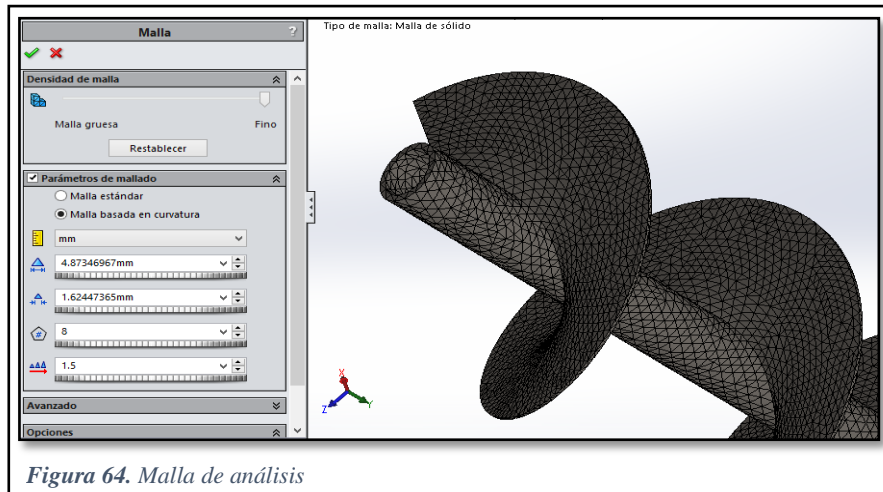 Malla
?
Densidad de malla
Malla gruesa
Fino
Restablecer
Parámetros de mallado
Malla estándar
Malla basada en curvatura
mm
4.87346967mm
1.62447365mm
#
8
1.5
Avanzado
Opciones
Tipo de malla: Malla de sólido
X
Y
Z
Figura 64. Malla de análisis